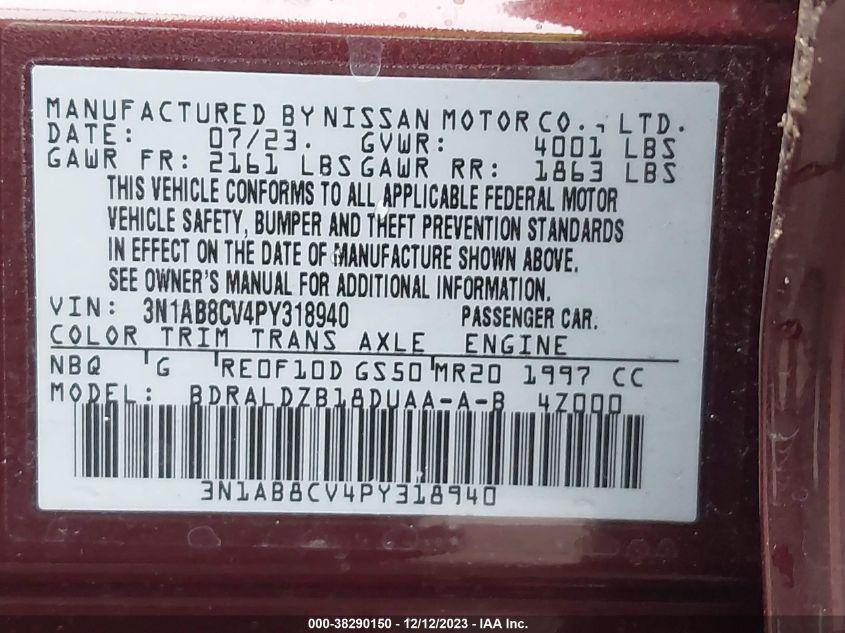 MANUFACTURED BY NISSAN MOTOR CO., LTD.
DATE: 07/23. GVWR: 4001 LBS
GAWR FR: 2161 LBS GAWR RR: 1863 LBS
THIS VEHICLE CONFORMS TO ALL APPLICABLE FEDERAL MOTOR
VEHICLE SAFETY, BUMPER AND THEFT PREVENTION STANDARDS
IN EFFECT ON THE DATE OF MANUFACTURE SHOWN ABOVE.
SEE OWNER'S MANUAL FOR ADDITIONAL INFORMATION.
VIN: 3N1AB8CV4PY318940 PASSENGER CAR.
COLOR TRIM TRANS AXLE ENGINE
NBQ G RE0F10D GS50 MR20 1997 CC
MODEL: BDRALDZB18DUAA-A-B 4Z000
3N1AB8CV4PY318940
000-38290150 - 12/12/2023 - IAA Inc.